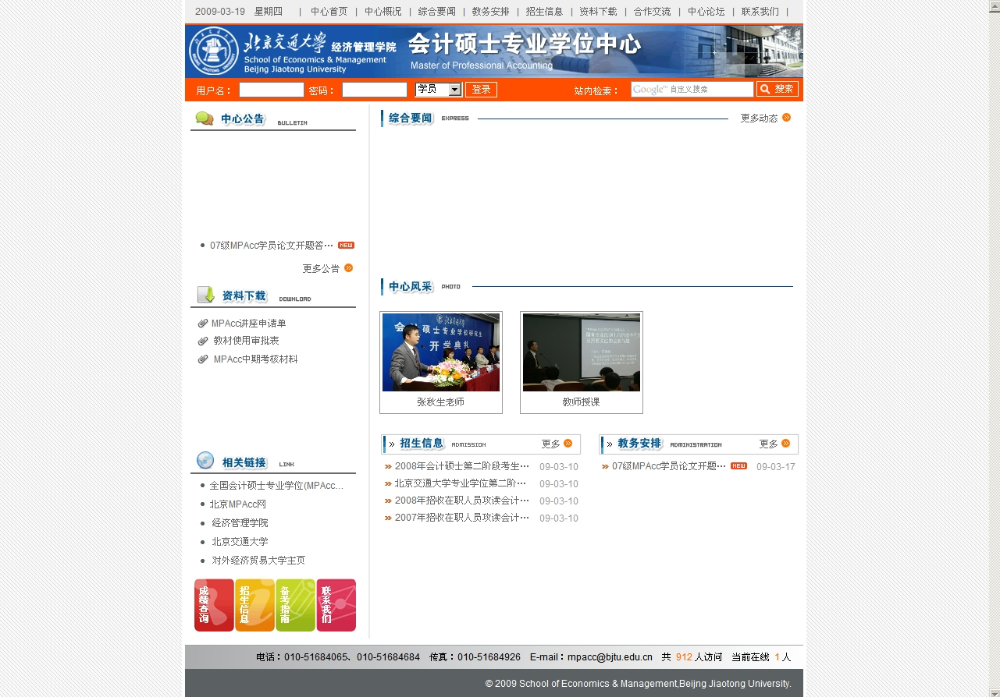 2009-03-19 星期四 | 中心首页 | 中心概况 | 综合要闻 | 教务安排 | 招生信息 | 资料下载 | 合作交流 | 中心论坛 | 联系我们 |
北京交通大学 经济管理学院 会计硕士专业学位中心
School of Economics & Management
Beijng Jiaotong University
Master of Professional Accounting
用户名： 密码： 学员 登录 站内检索： Google™ 自定义搜索 搜索
中心公告 BULLETIN
07级MPAcc学员论文开题答… NEW
更多公告
资料下载 DOWNLOAD
MPAcc讲座申请单
教材使用审批表
MPAcc中期考核材料
相关链接 LINK
全国会计硕士专业学位(MPAcc...
北京MPAcc网
经济管理学院
北京交通大学
对外经济贸易大学主页
成绩查询
招生信息
备考指南
联系我们
综合要闻 EXPRESS 更多动态
中心风采 PHOTO
北京交通大学
会计硕士专业学位研究生
开学典礼
张秋生老师
教师授课
» 招生信息 ADMISSION 更多
2008年会计硕士第二阶段考生… 09-03-10
北京交通大学专业学位第二阶… 09-03-10
2008年招收在职人员攻读会计… 09-03-10
2007年招收在职人员攻读会计… 09-03-10
» 教务安排 ADMINISTRATION 更多
07级MPAcc学员论文开题… NEW 09-03-17
电话：010-51684065、010-51684684 传真：010-51684926 E-mail：mpacc@bjtu.edu.cn 共 912 人访问 当前在线 1 人
© 2009 School of Economics & Management,Beijng Jiaotong University.